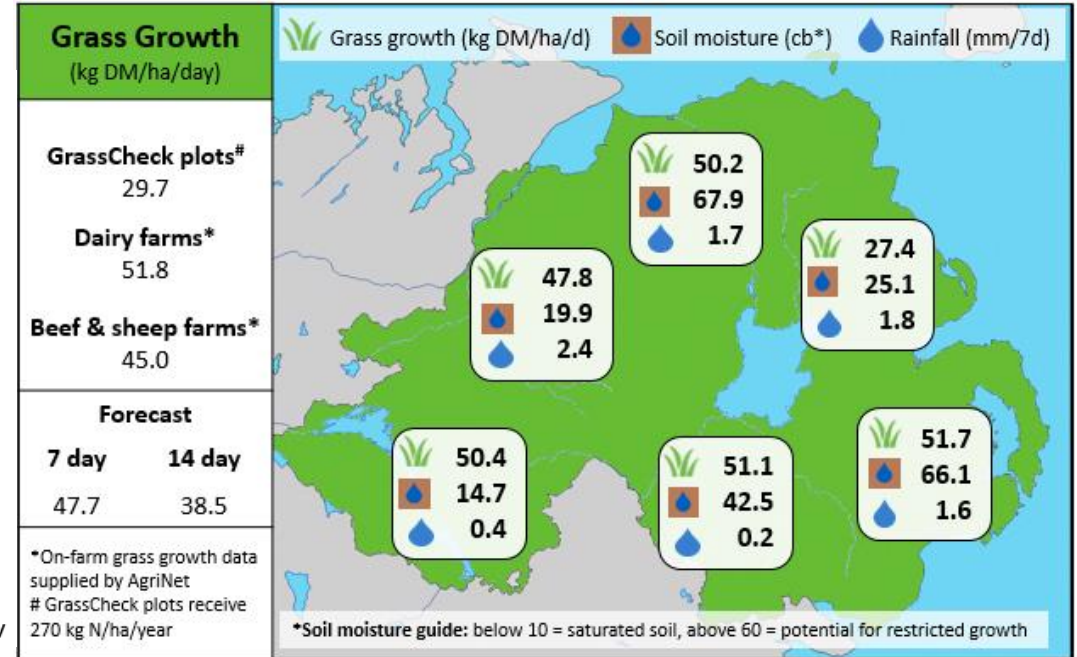 Grass Growth
(kg DM/ha/day)
GrassCheck plots#
29.7
Dairy farms*
51.8
Beef & sheep farms*
45.0
Forecast
7 day 14 day
47.7 38.5
*On-farm grass growth data
supplied by AgriNet
# GrassCheck plots receive
270 kg N/ha/year
Grass growth (kg DM/ha/d) Soil moisture (cb*) Rainfall (mm/7d)
50.2
67.9
1.7
27.4
25.1
1.8
47.8
19.9
2.4
50.4
14.7
0.4
51.1
42.5
0.2
51.7
66.1
1.6
*Soil moisture guide: below 10 = saturated soil, above 60 = potential for restricted growth